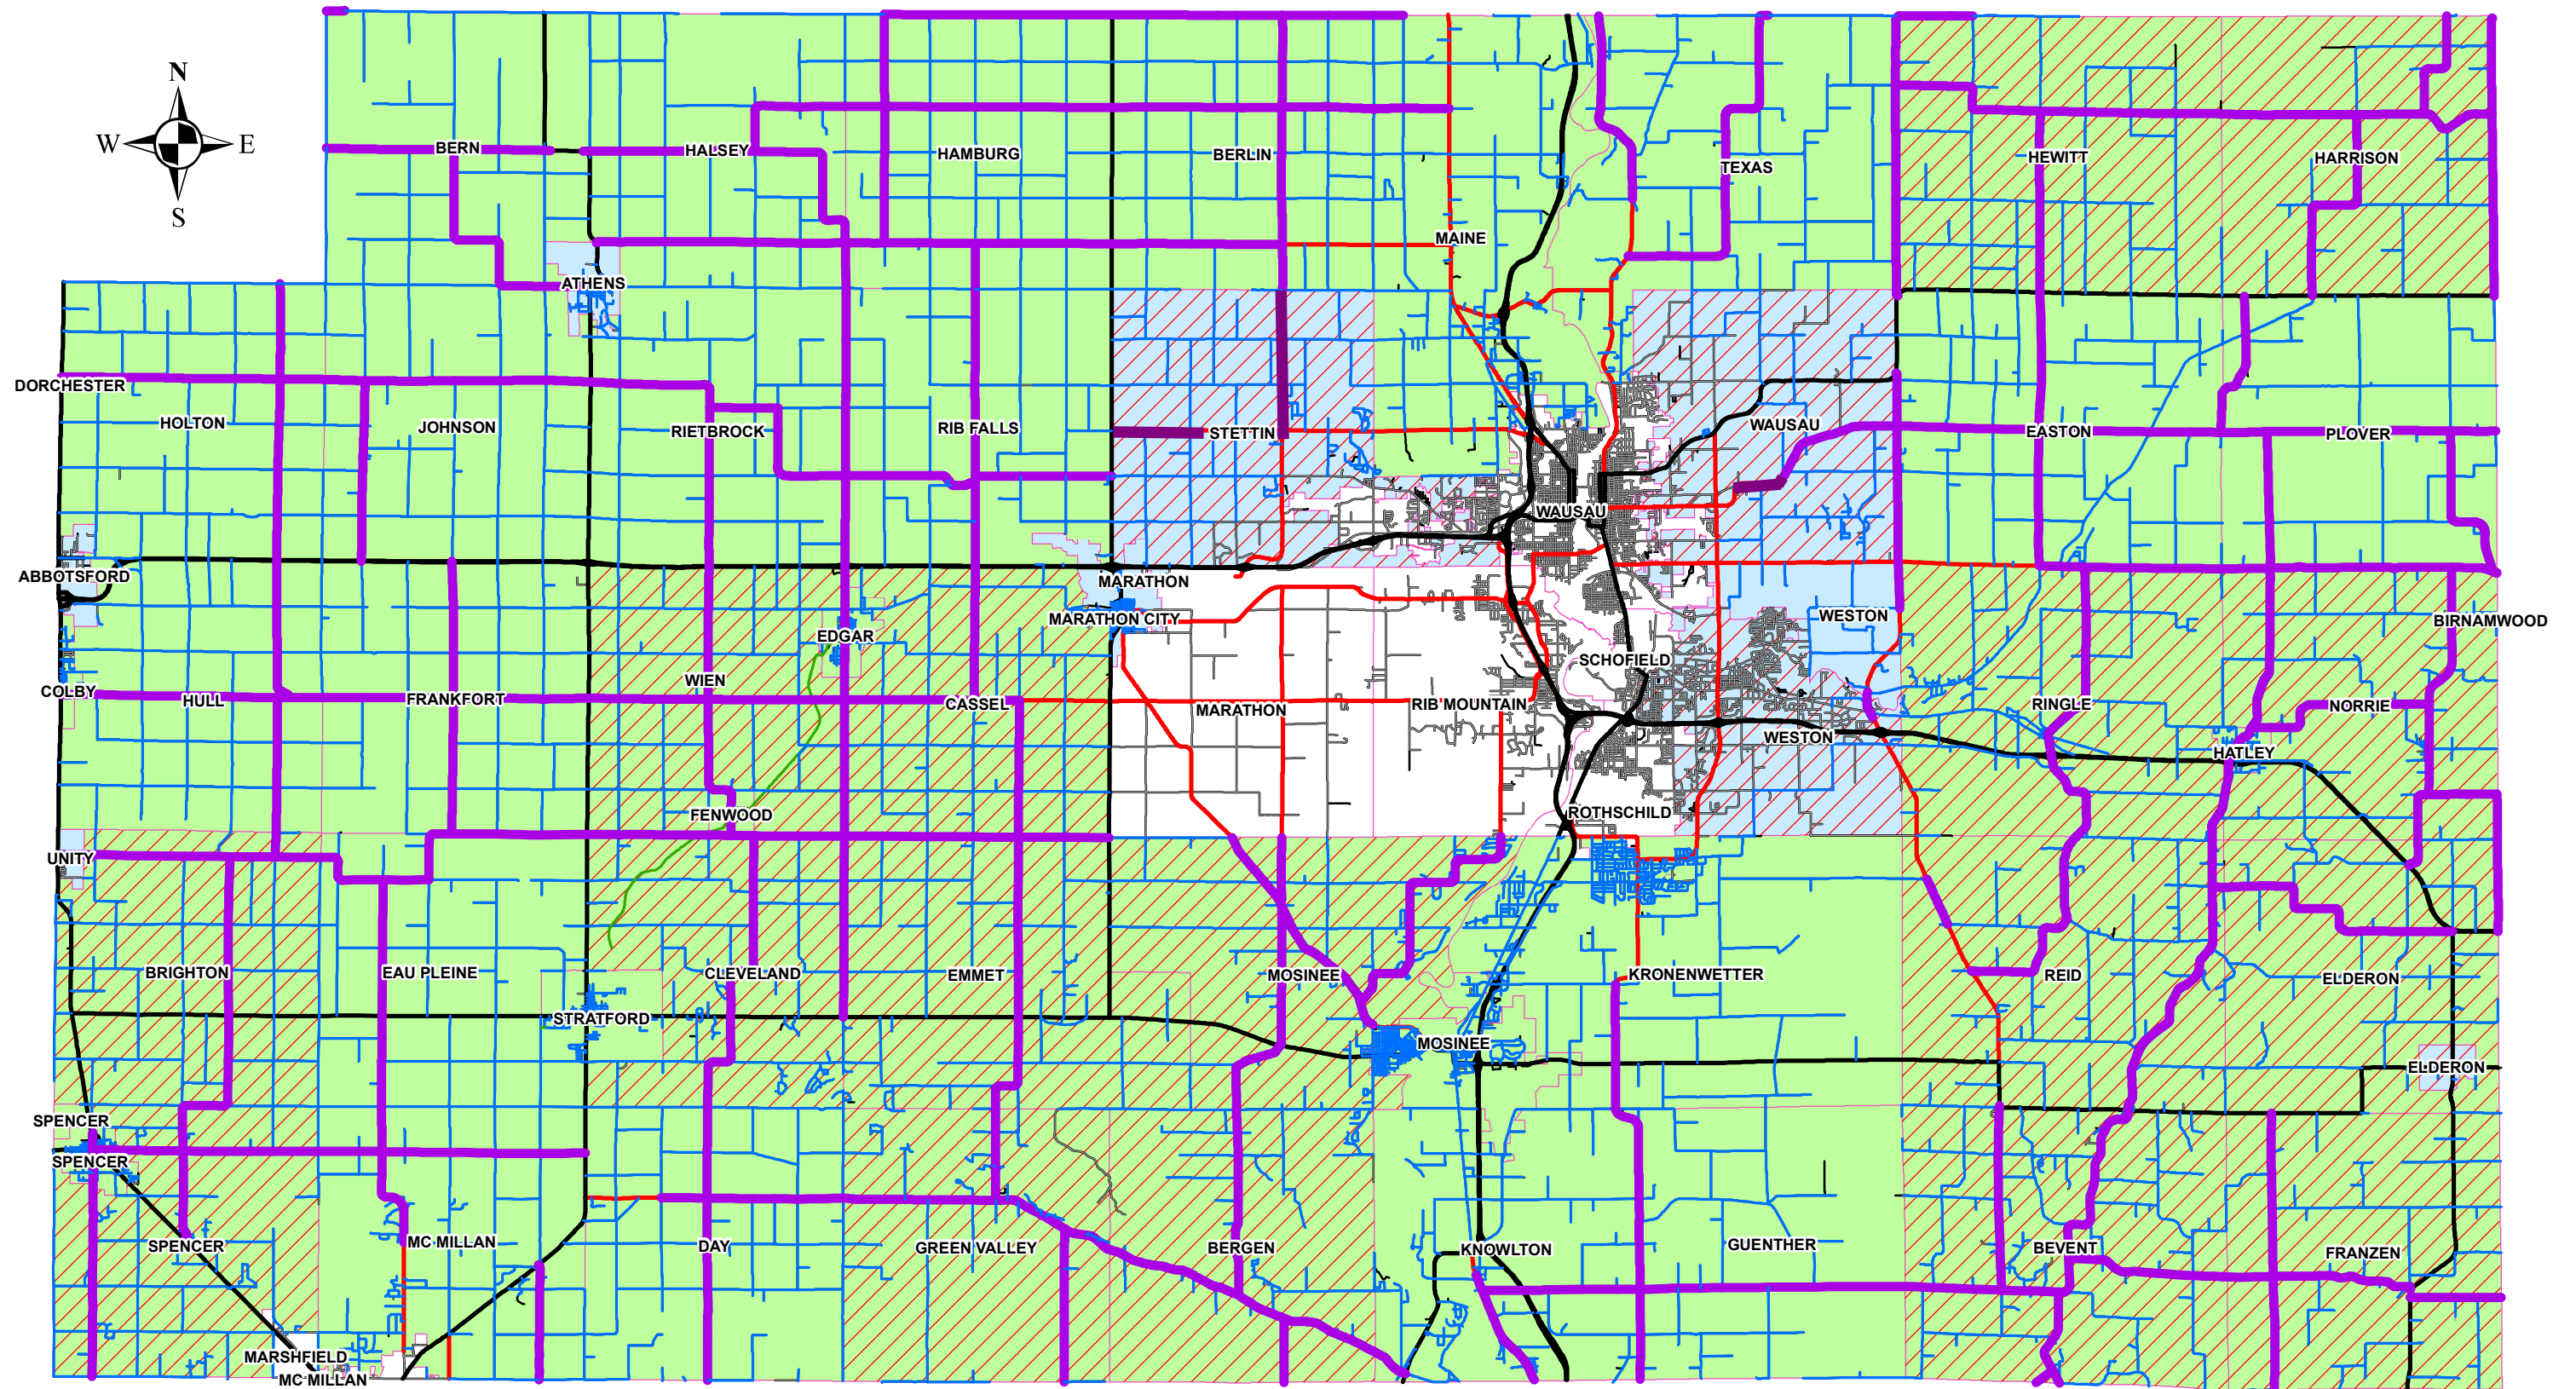 N
W E
S
BERN
HALSEY
HAMBURG
BERLIN
TEXAS
HEWITT
HARRISON
MAINE
ATHENS
DORCHESTER
HOLTON
JOHNSON
RIETBROCK
RIB FALLS
STETTIN
WAUSAU
EASTON
PLOVER
WAUSAU
ABBOTSFORD
MARATHON
MARATHON CITY
WESTON
BIRNAMWOOD
EDGAR
SCHOFIELD
COLBY
HULL
FRANKFORT
WIEN
CASSEL
MARATHON
RIB MOUNTAIN
RINGLE
NORRIE
WESTON
HATLEY
FENWOOD
ROTHSCHILD
UNITY
BRIGHTON
EAU PLEINE
CLEVELAND
EMMET
MOSINEE
KRONENWETTER
REID
ELDERON
STRATFORD
MOSINEE
ELDERON
SPENCER
SPENCER
SPENCER
MC MILLAN
DAY
GREEN VALLEY
BERGEN
KNOWLTON
GUENTHER
BEVENT
FRANZEN
MARSHFIELD
MC MILLAN